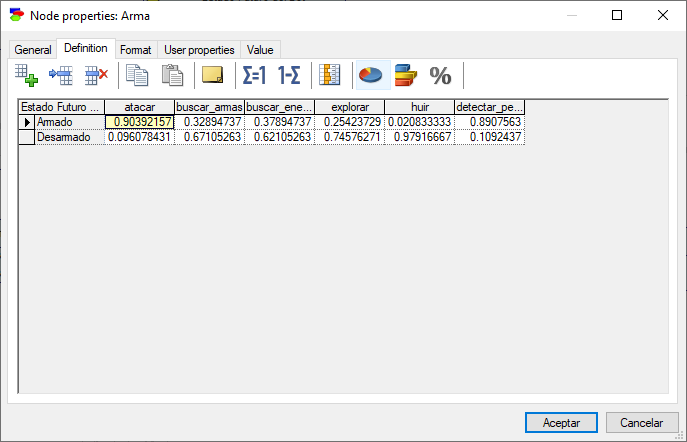 Node properties: Arma
General Definition Format User properties Value
Σ=1 1-Σ %
Estado Futuro ... atacar buscar_armas buscar_ene... explorar huir detectar_pe...
Armado 0.90392157 0.32894737 0.37894737 0.25423729 0.020833333 0.8907563
Desarmado 0.096078431 0.67105263 0.62105263 0.74576271 0.97916667 0.1092437
Aceptar Cancelar